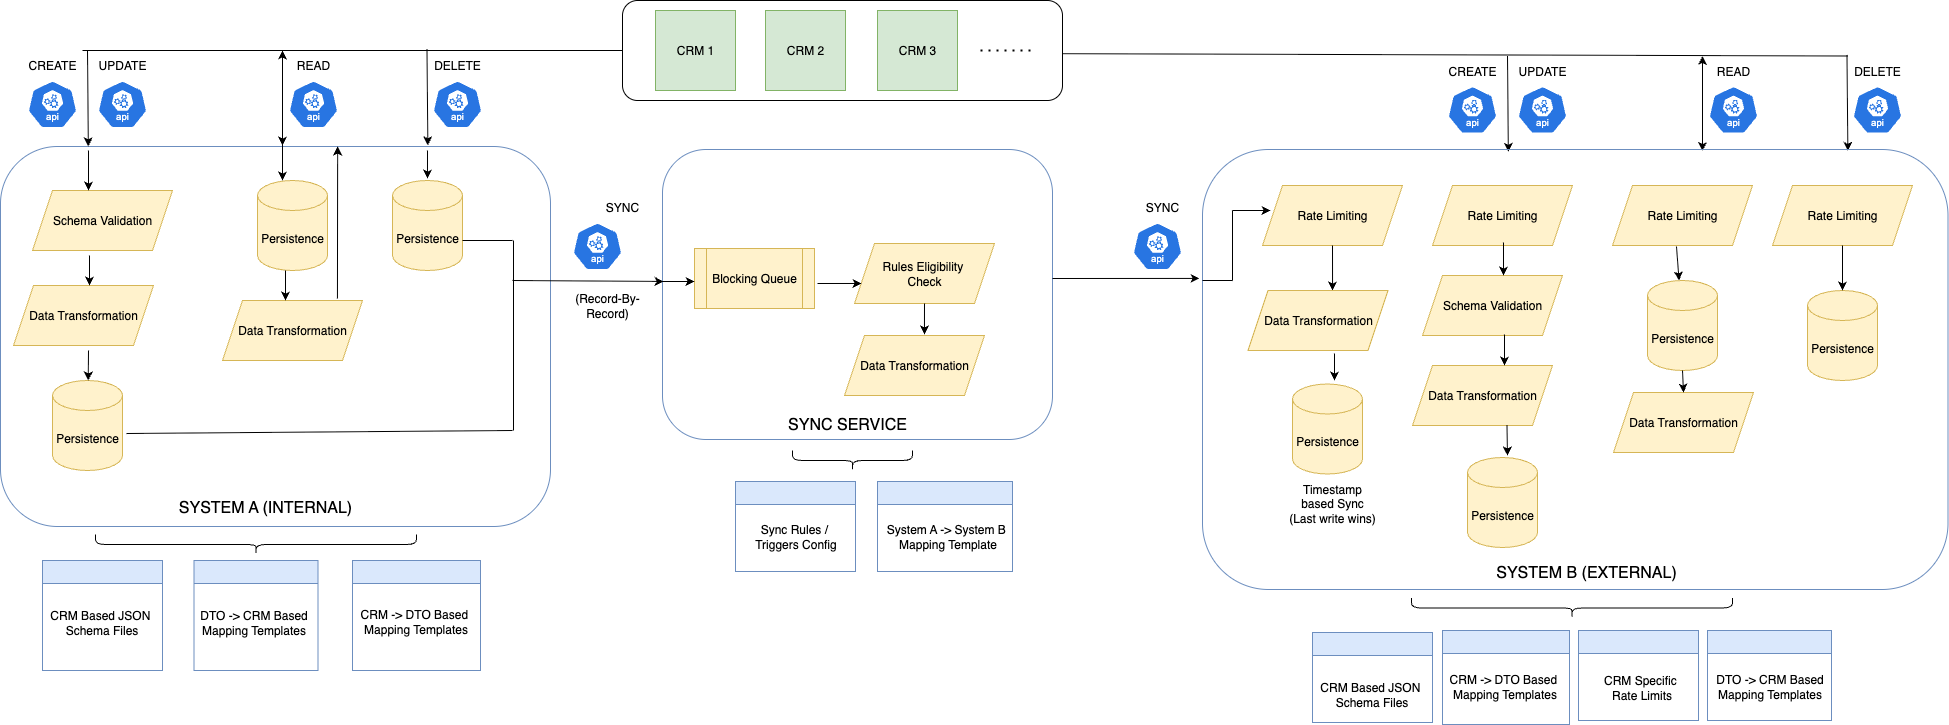 CRM 1
CRM 2
CRM 3
.......
CREATE
UPDATE
READ
DELETE
api
api
api
api
CREATE
UPDATE
READ
DELETE
api
api
api
api
Schema Validation
Data Transformation
Persistence
Persistence
Data Transformation
Persistence
SYSTEM A (INTERNAL)
CRM Based JSON
Schema Files
DTO -> CRM Based
Mapping Templates
CRM -> DTO Based
Mapping Templates
SYNC
api
(Record-By-
Record)
Blocking Queue
Rules Eligibility
Check
Data Transformation
SYNC SERVICE
Sync Rules /
Triggers Config
System A -> System B
Mapping Template
SYNC
api
Rate Limiting
Data Transformation
Persistence
Timestamp
based Sync
(Last write wins)
Rate Limiting
Schema Validation
Data Transformation
Persistence
Rate Limiting
Persistence
Data Transformation
Rate Limiting
Persistence
SYSTEM B (EXTERNAL)
CRM Based JSON
Schema Files
CRM -> DTO Based
Mapping Templates
CRM Specific
Rate Limits
DTO -> CRM Based
Mapping Templates